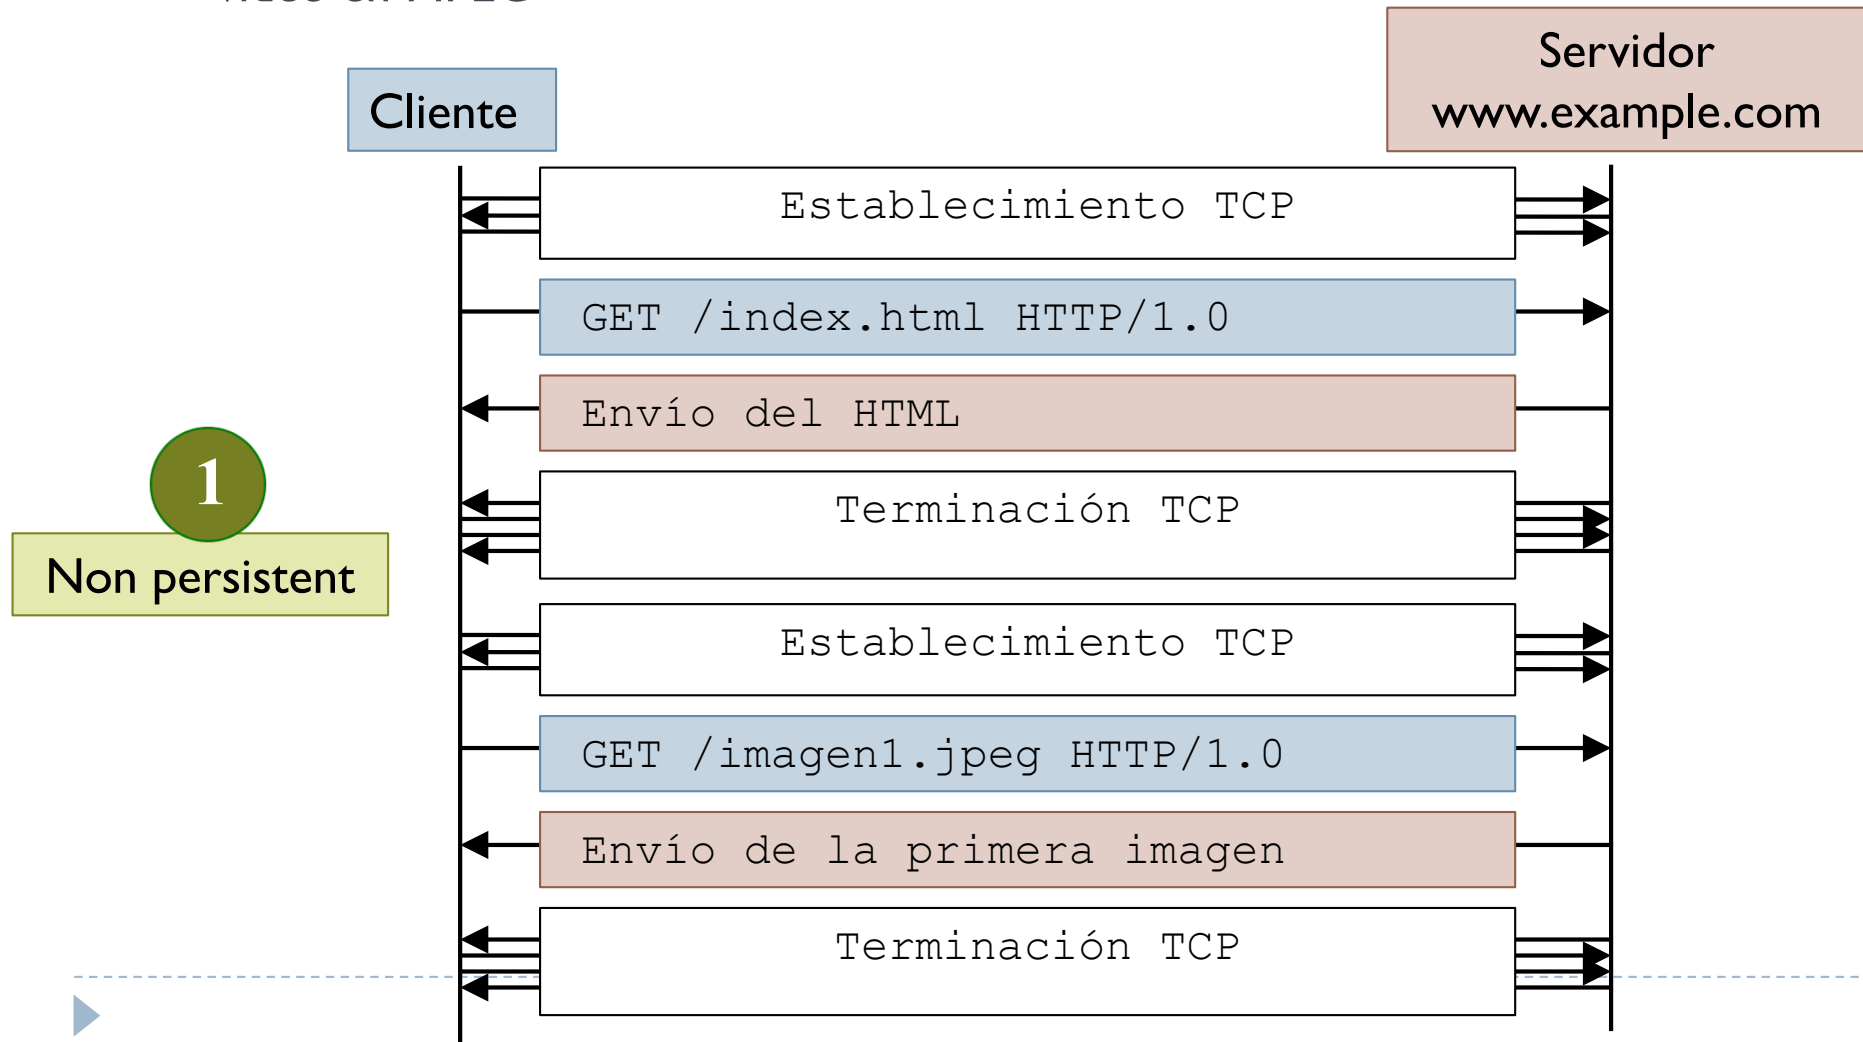 Servidor
www.example.com
Cliente
Establecimiento TCP
GET /index.html HTTP/1.0
Envío del HTML
1
Terminación TCP
Non persistent
Establecimiento TCP
GET /imagen1.jpeg HTTP/1.0
Envío de la primera imagen
Terminación TCP